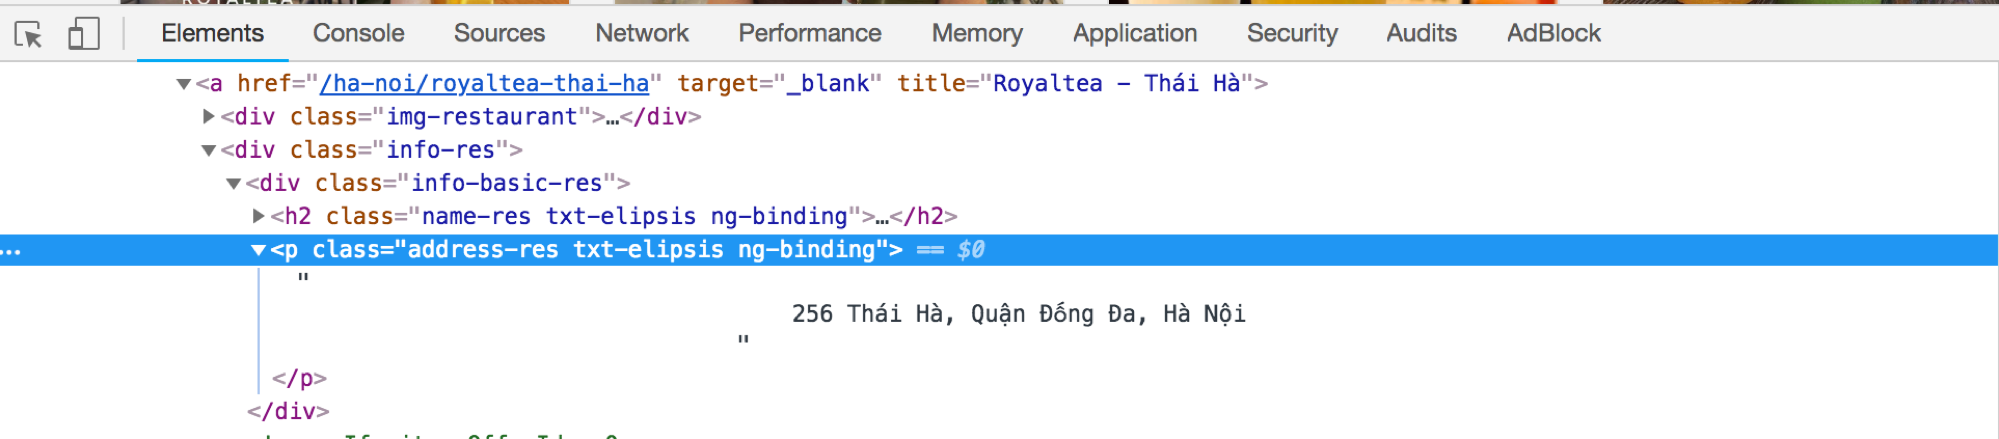 ROYALTEA
Elements Console Sources Network Performance Memory Application Security Audits AdBlock
<a href="/ha-noi/royaltea-thai-ha" target="_blank" title="Royaltea - Thái Hà">
<div class="img-restaurant">…</div>
<div class="info-res">
<div class="info-basic-res">
<h2 class="name-res txt-elipsis ng-binding">…</h2>
... <p class="address-res txt-elipsis ng-binding"> == $0
"
256 Thái Hà, Quận Đống Đa, Hà Nội
"
</p>
</div>